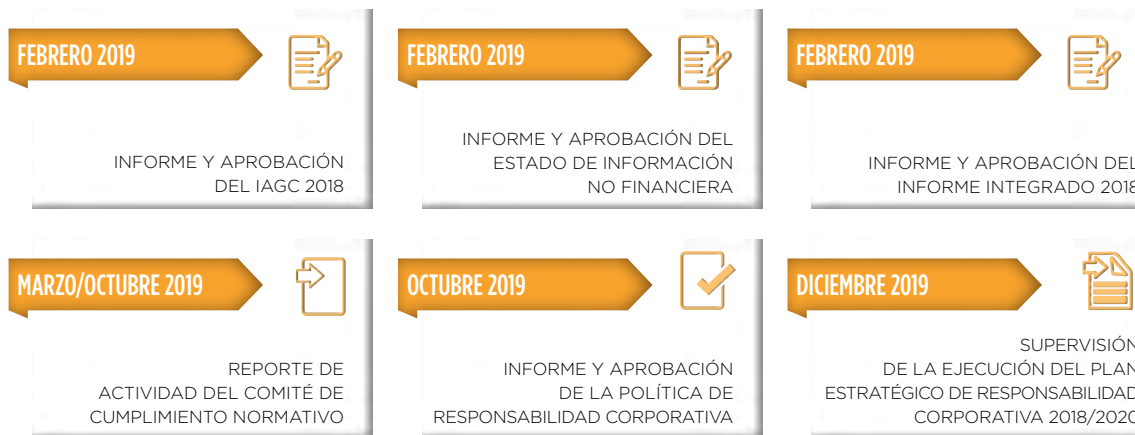 FEBRERO 2019
INFORME Y APROBACIÓN
DEL IAGC 2018
FEBRERO 2019
INFORME Y APROBACIÓN DEL
ESTADO DE INFORMACIÓN
NO FINANCIERA
FEBRERO 2019
INFORME Y APROBACIÓN DEL
INFORME INTEGRADO 2018
MARZO/OCTUBRE 2019
REPORTE DE
ACTIVIDAD DEL COMITÉ DE
CUMPLIMIENTO NORMATIVO
OCTUBRE 2019
INFORME Y APROBACIÓN
DE LA POLÍTICA DE
RESPONSABILIDAD CORPORATIVA
DICIEMBRE 2019
SUPERVISIÓN
DE LA EJECUCIÓN DEL PLAN
ESTRATÉGICO DE RESPONSABILIDAD
CORPORATIVA 2018/2020